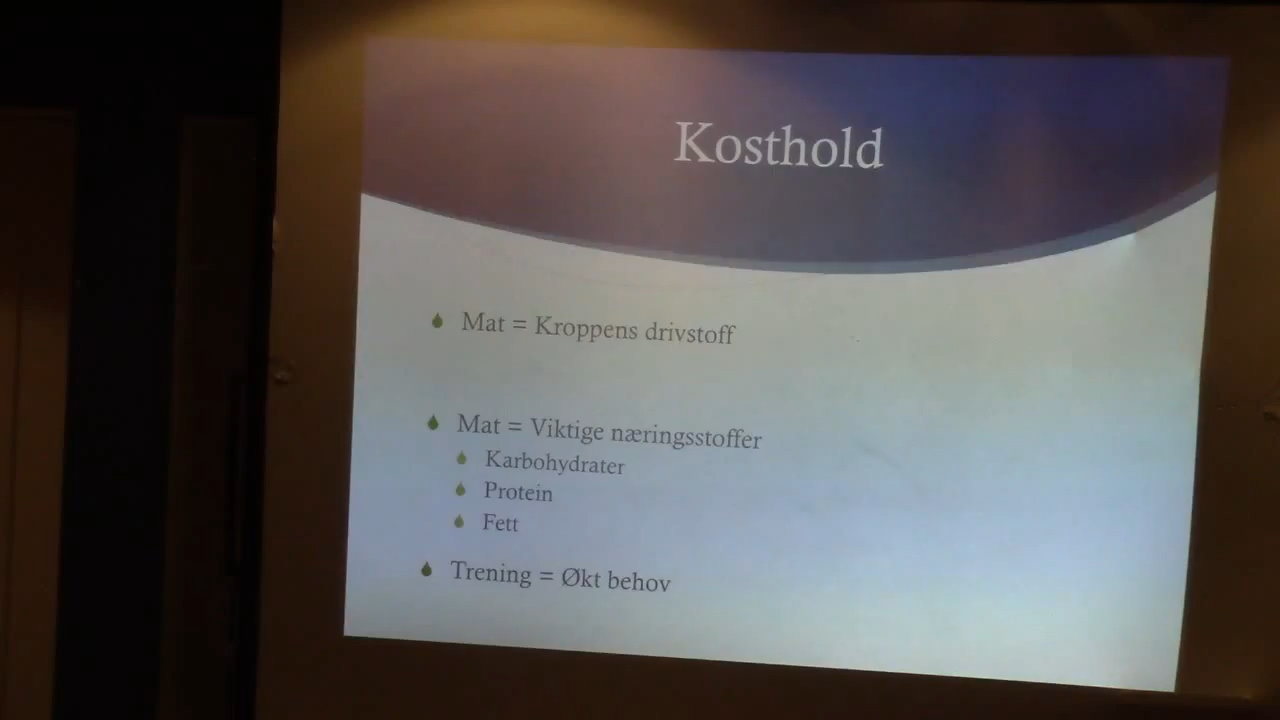 Kosthold
Mat = Kroppens drivstoff
Mat = Viktige næringsstoffer
Karbohydrater
Protein
Fett
Trening = Økt behov